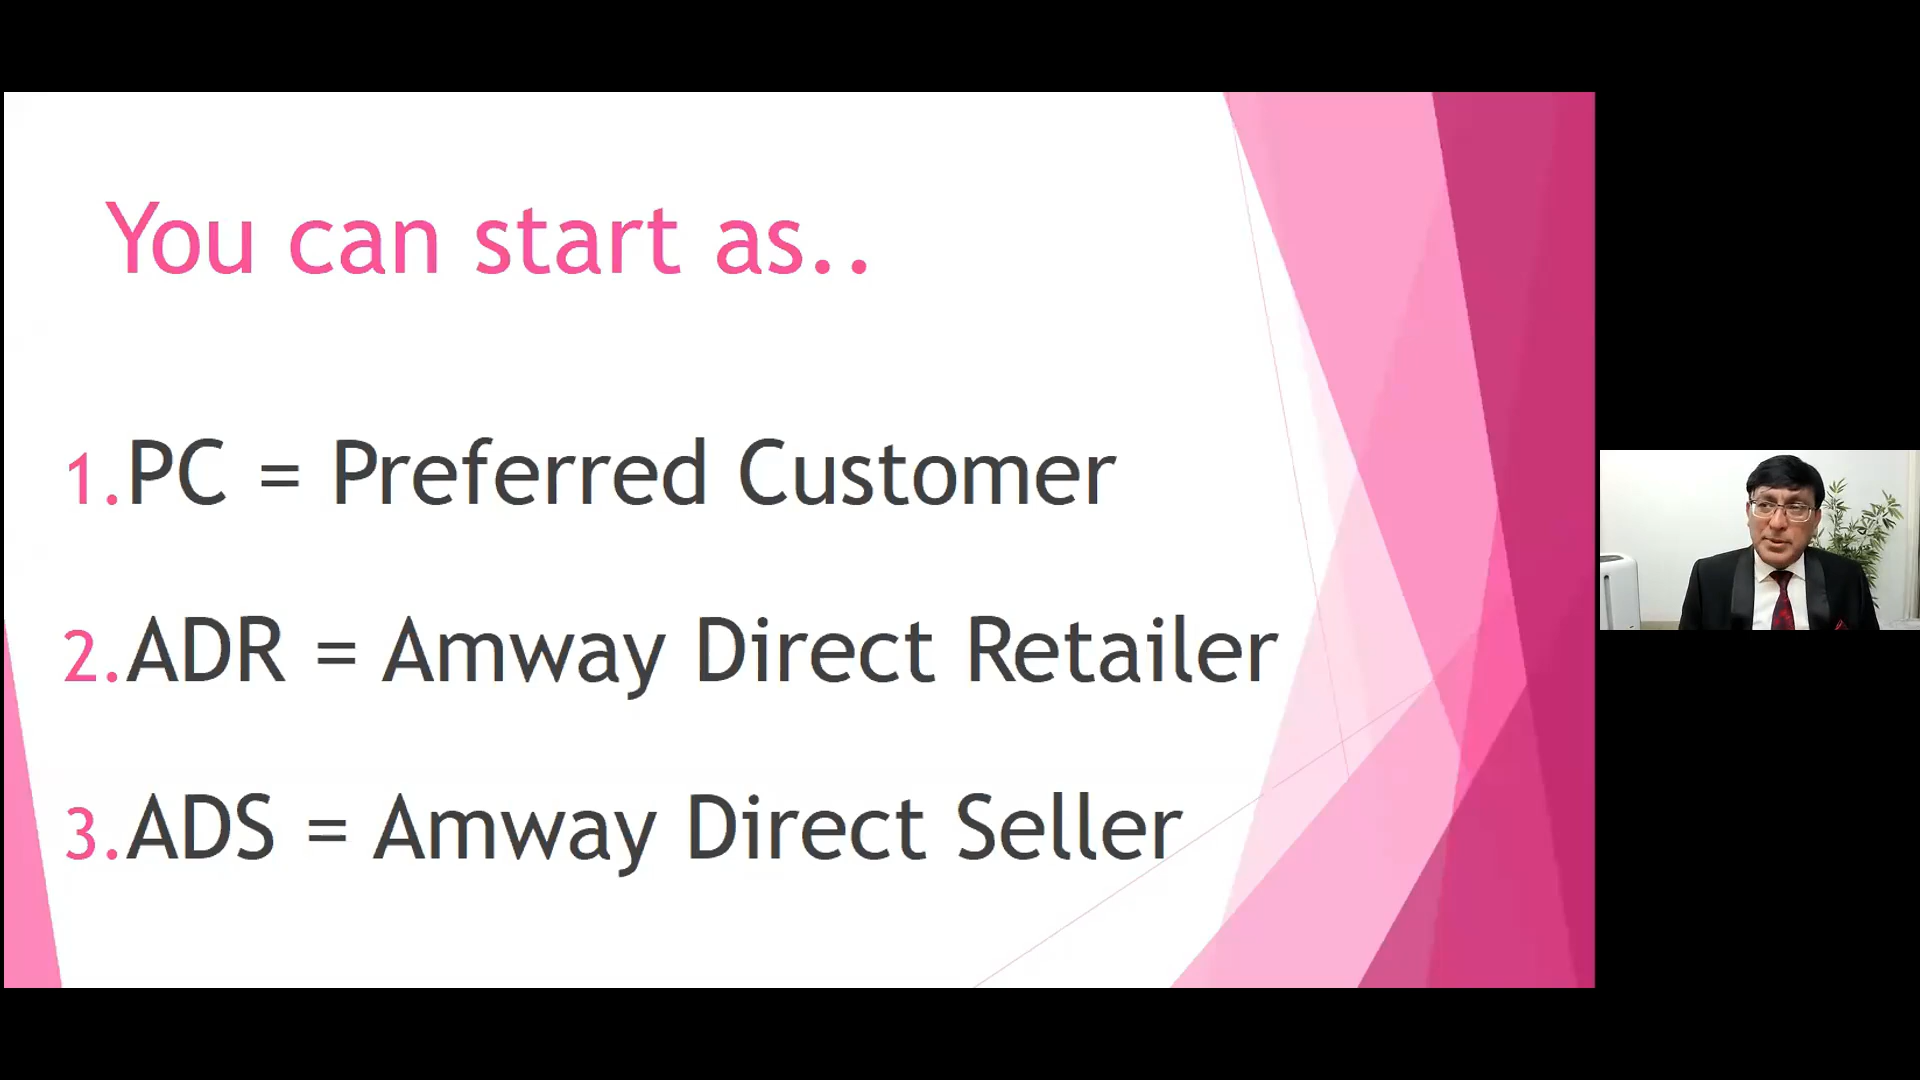 You can start as..
1.PC = Preferred Customer
2.ADR = Amway Direct Retailer
3.ADS = Amway Direct Seller